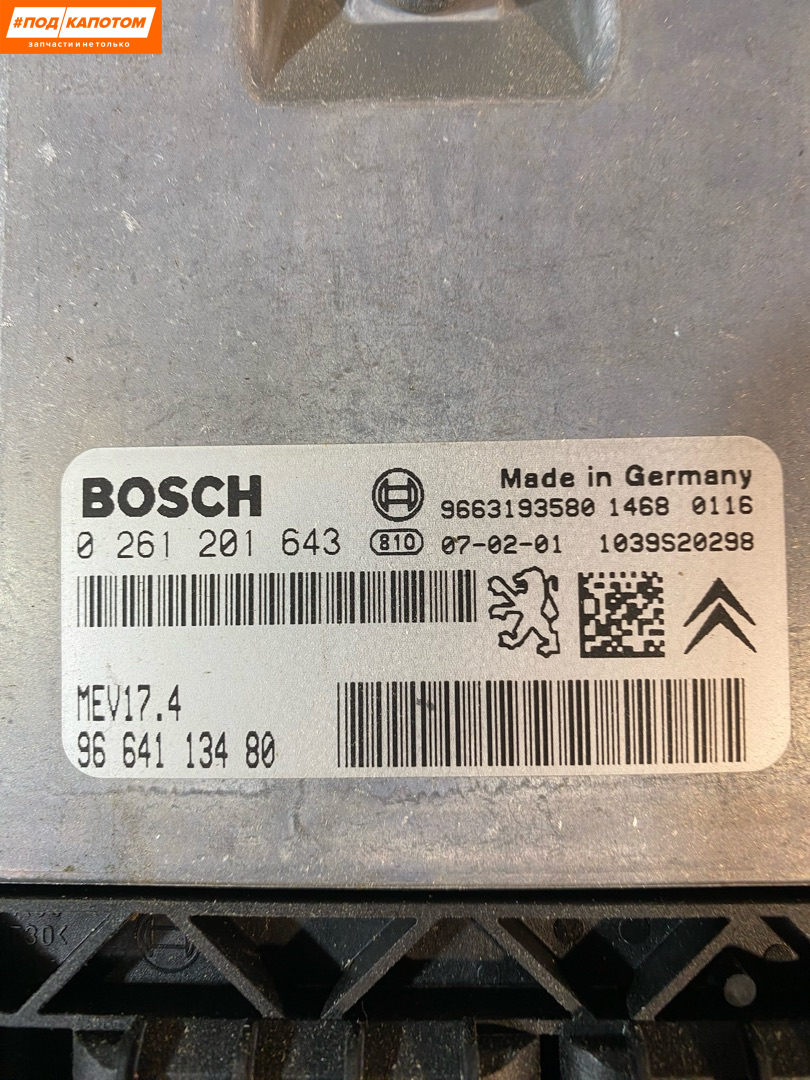 #ПОД КАПОТОМ
запчасти и не только
BOSCH
Made in Germany
9663193580 1468 0116
0 261 201 643 810 07-02-01 1039S20298
MEV17.4
96 641 134 80